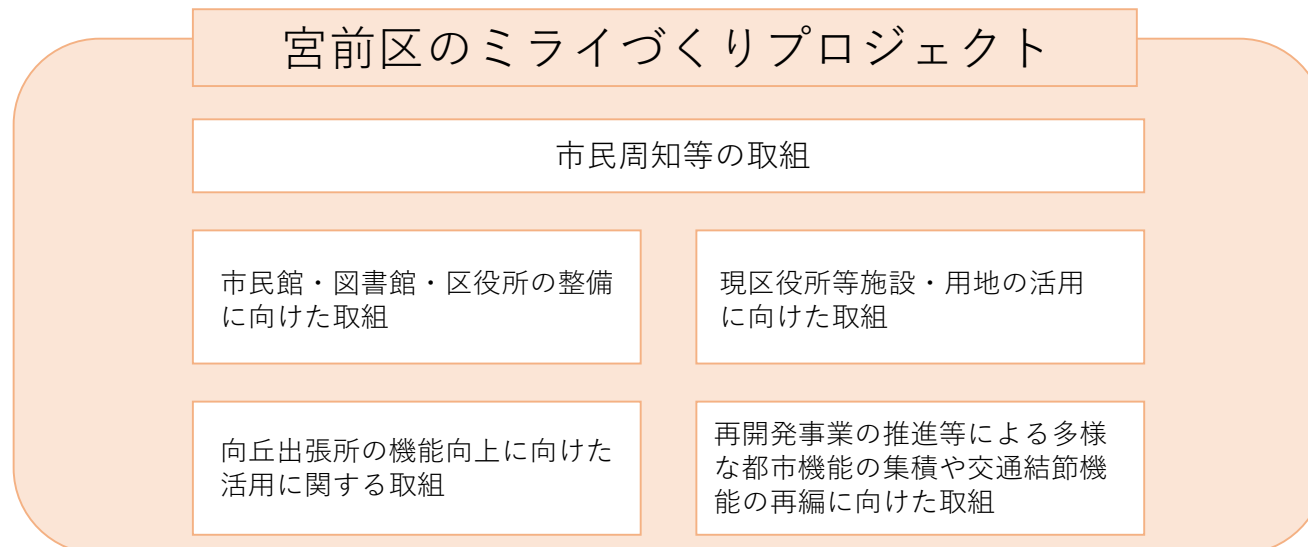 宮前区のミライづくりプロジェクト
市民周知等の取組
市民館・図書館・区役所の整備
に向けた取組
現区役所等施設・用地の活用
に向けた取組
向丘出張所の機能向上に向けた
活用に関する取組
再開発事業の推進等による多様
な都市機能の集積や交通結節機
能の再編に向けた取組